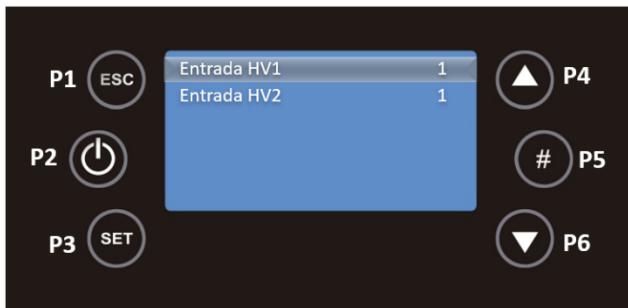 P1 ESC
Entrada HV1 1
P4
Entrada HV2 1
P2
# P5
P3 SET
P6